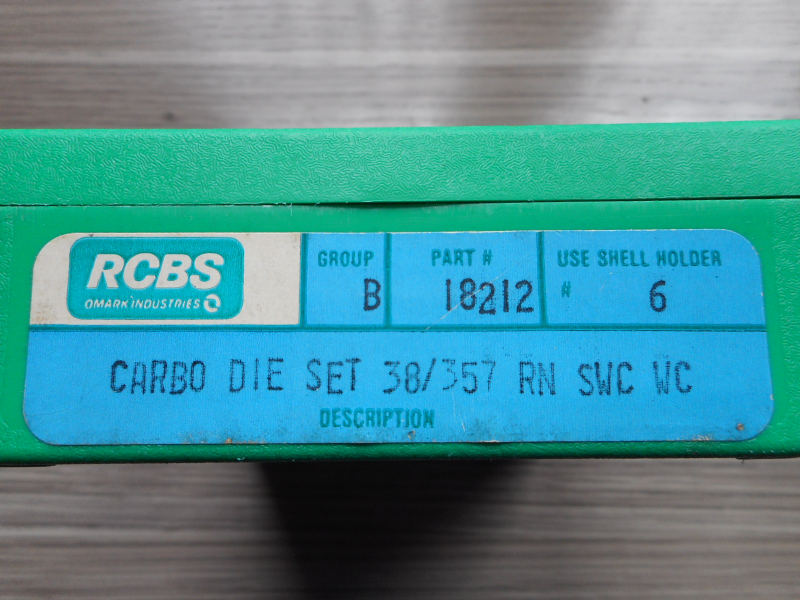 RCBS
OMARK INDUSTRIES
GROUP
B
PART #
18212
USE SHELL HOLDER
# 6
CARBO DIE SET 38/357 RN SWC WC
DESCRIPTION